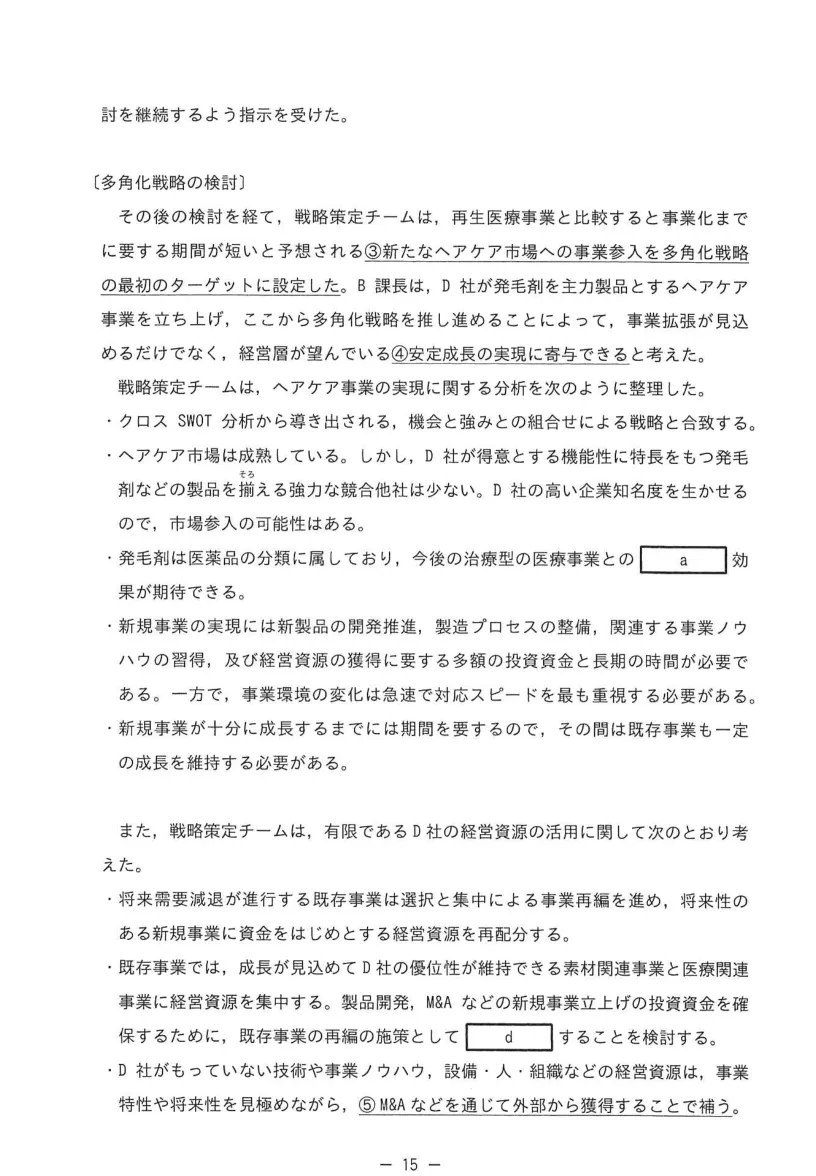 討を継続するよう指示を受けた。
〔多角化戦略の検討〕
その後の検討を経て，戦略策定チームは，再生医療事業と比較すると事業化まで
に要する期間が短いと予想される③新たなヘアケア市場への事業参入を多角化戦略
の最初のターゲットに設定した。B 課長は，D 社が発毛剤を主力製品とするヘアケア
事業を立ち上げ，ここから多角化戦略を推し進めることによって，事業拡張が見込
めるだけでなく，経営層が望んでいる④安定成長の実現に寄与できると考えた。
戦略策定チームは，ヘアケア事業の実現に関する分析を次のように整理した。
・クロス SWOT 分析から導き出される，機会と強みとの組合せによる戦略と合致する。
・ヘアケア市場は成熟している。しかし，D 社が得意とする機能性に特長をもつ発毛
そろ
剤などの製品を揃える強力な競合他社は少ない。D 社の高い企業知名度を生かせる
ので，市場参入の可能性はある。
・発毛剤は医薬品の分類に属しており，今後の治療型の医療事業との a 効
果が期待できる。
・新規事業の実現には新製品の開発推進，製造プロセスの整備，関連する事業ノウ
ハウの習得，及び経営資源の獲得に要する多額の投資資金と長期の時間が必要で
ある。一方で，事業環境の変化は急速で対応スピードを最も重視する必要がある。
・新規事業が十分に成長するまでには期間を要するので，その間は既存事業も一定
の成長を維持する必要がある。
また，戦略策定チームは，有限である D 社の経営資源の活用に関して次のとおり考
えた。
・将来需要減退が進行する既存事業は選択と集中による事業再編を進め，将来性の
ある新規事業に資金をはじめとする経営資源を再配分する。
・既存事業では，成長が見込めて D 社の優位性が維持できる素材関連事業と医療関連
事業に経営資源を集中する。製品開発，M&A などの新規事業立上げの投資資金を確
保するために，既存事業の再編の施策として d することを検討する。
・D 社がもっていない技術や事業ノウハウ，設備・人・組織などの経営資源は，事業
特性や将来性を見極めながら，⑤M&A などを通じて外部から獲得することで補う。
－ 15 －